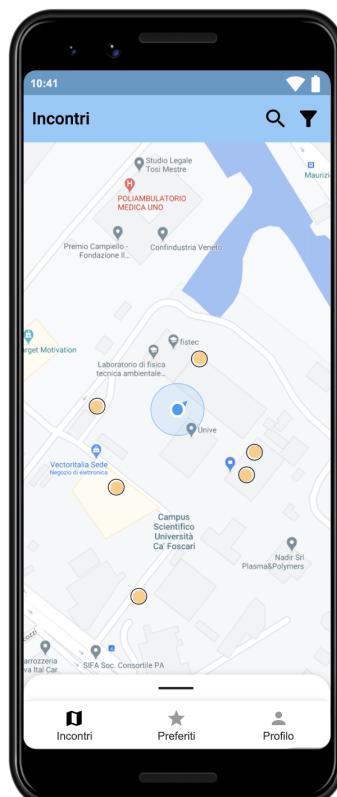 10:41
Incontri
Studio Legale
Tosi Mestre
Maurizi
POLIAMBULATORIO
MEDICA UNO
Premio Campiello -
Fondazione Il...
Confindustria Veneto
fistec
arget Motivation
Laboratorio di fisica
tecnica ambientale...
Unive
Vectoritalia Sede
Negozio di elettronica
Campus
Scientifico
Università
Ca' Foscari
Nadir Srl
Plasma&Polymers
arrozzeria
va Ital Car
SIFA Soc. Consortile PA
Incontri
Preferiti
Profilo